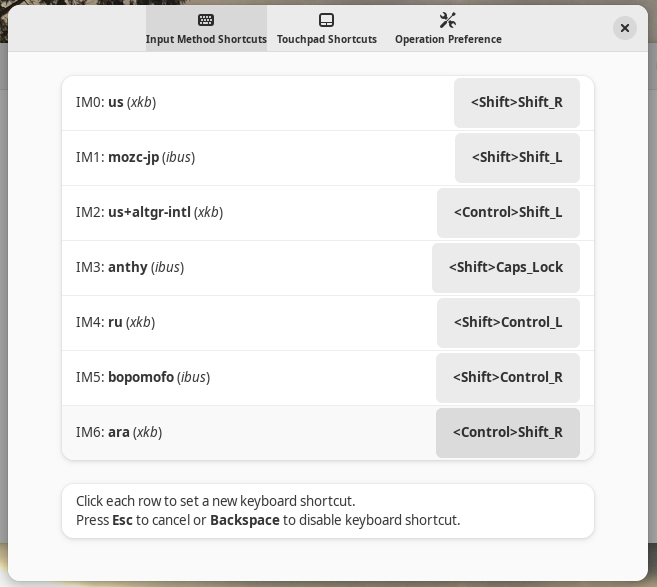 Input Method Shortcuts
Touchpad Shortcuts
Operation Preference
IM0: us (xkb)
<Shift>Shift_R
IM1: mozc-jp (ibus)
<Shift>Shift_L
IM2: us+altgr-intl (xkb)
<Control>Shift_L
IM3: anthy (ibus)
<Shift>Caps_Lock
IM4: ru (xkb)
<Shift>Control_L
IM5: bopomofo (ibus)
<Shift>Control_R
IM6: ara (xkb)
<Control>Shift_R
Click each row to set a new keyboard shortcut.
Press Esc to cancel or Backspace to disable keyboard shortcut.